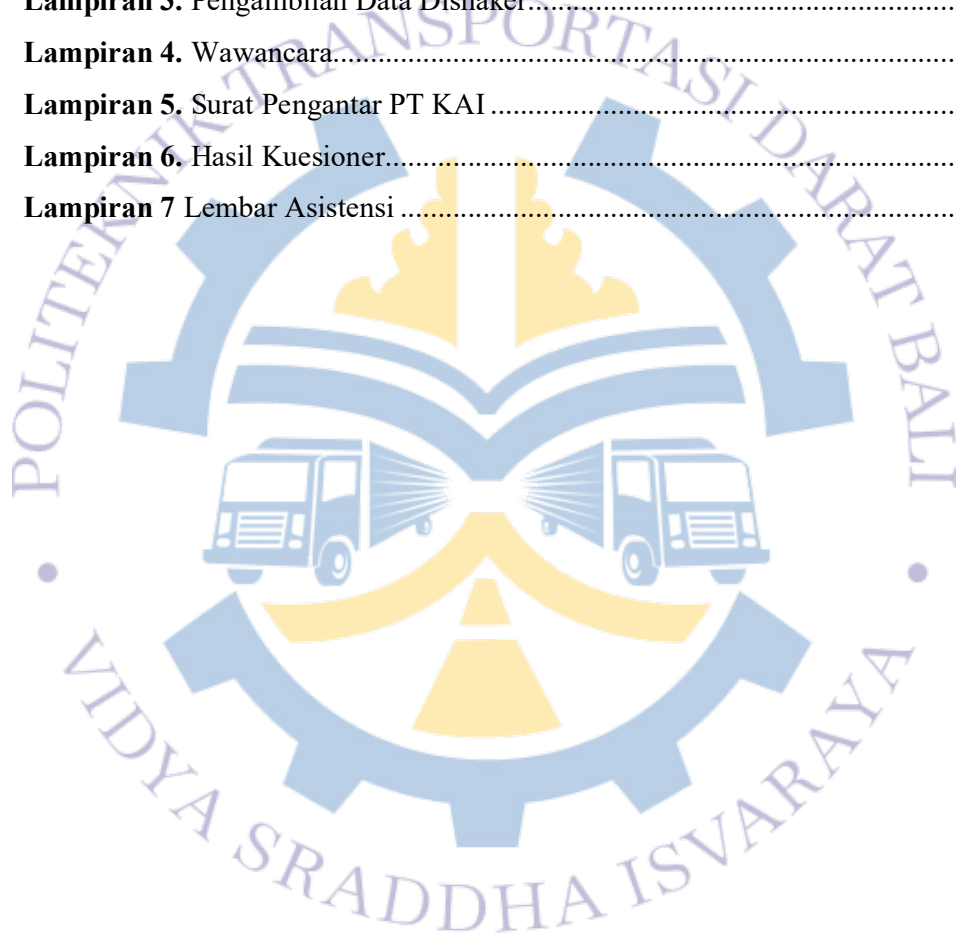 Lampiran 3. Pengambilan Data Disnaker....................................................
Lampiran 4. Wawancara..............................................................................
Lampiran 5. Surat Pengantar PT KAI..........................................................
Lampiran 6. Hasil Kuesioner.......................................................................
Lampiran 7 Lembar Asistensi.....................................................................
POLITEKNIK TRANSPORTASI DARAT BALI
• VIDYA SRADDHA ISVARAYA •